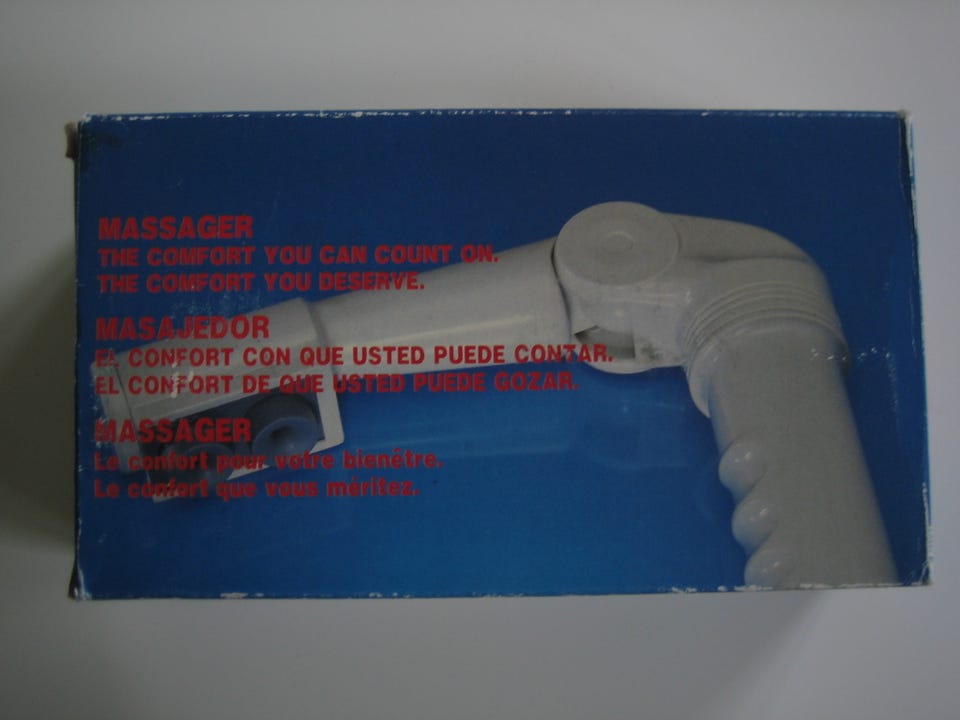 MASSAGER
THE COMFORT YOU CAN COUNT ON.
THE COMFORT YOU DESERVE.
MASAJEDOR
EL CONFORT CON QUE USTED PUEDE CONTAR.
EL CONFORT DE QUE USTED PUEDE GOZAR.
MASSAGER
Le confort pour votre bienêtre.
Le confort que vous méritez.